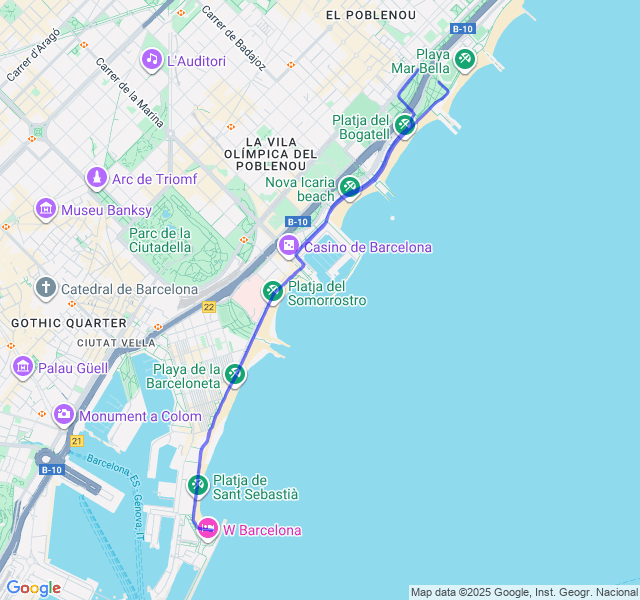 EL POBLENOU
B-10
Carrer d'Aragó
Carrer de Badajoz
L'Auditori
Playa
Mar Bella
Carrer de la Marina
Platja del
Bogatell
LA VILA
OLÍMPICA DEL
POBLENOU
Arc de Triomf
Nova Icaria
beach
Museu Banksy
B-10
Parc de la
Ciutadella
Casino de Barcelona
Catedral de Barcelona
Platja del
Somorrostro
22
GOTHIC QUARTER
CIUTAT VELLA
Palau Güell
Playa de la
Barceloneta
Monument a Colom
21
B-10
Barcelona, ES - Génova, IT
Platja de
Sant Sebastià
W Barcelona
Google
Map data ©2025 Google, Inst. Geogr. Nacional